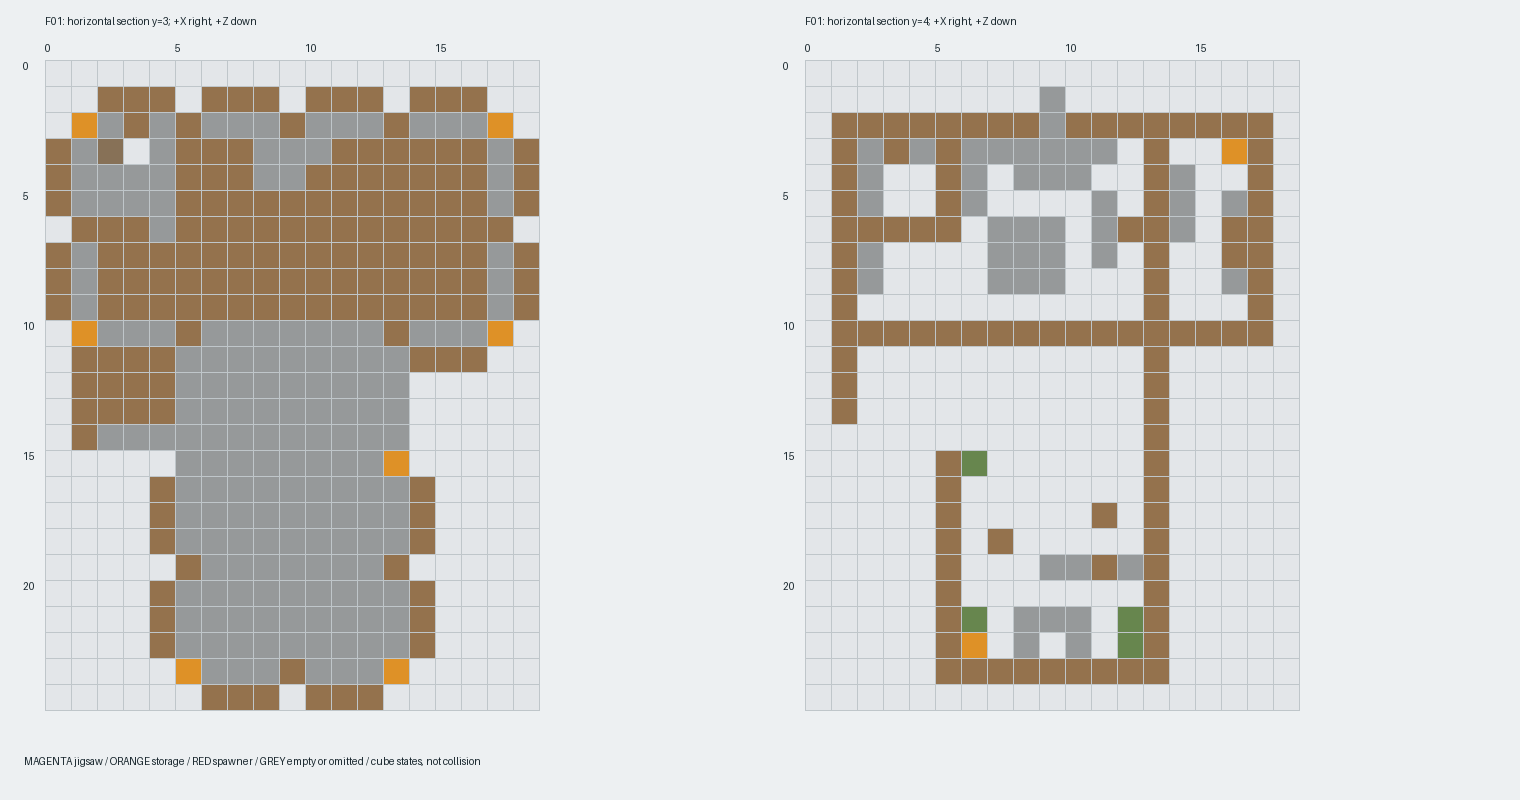 F01: horizontal section y=3; +X right, +Z down
F01: horizontal section y=4; +X right, +Z down
0 5 10 15
0 5 10 15
0
5
10
15
20
0
5
10
15
20
MAGENTA jigsaw / ORANGE storage / RED spawner / GREY empty or omitted / cube states, not collision